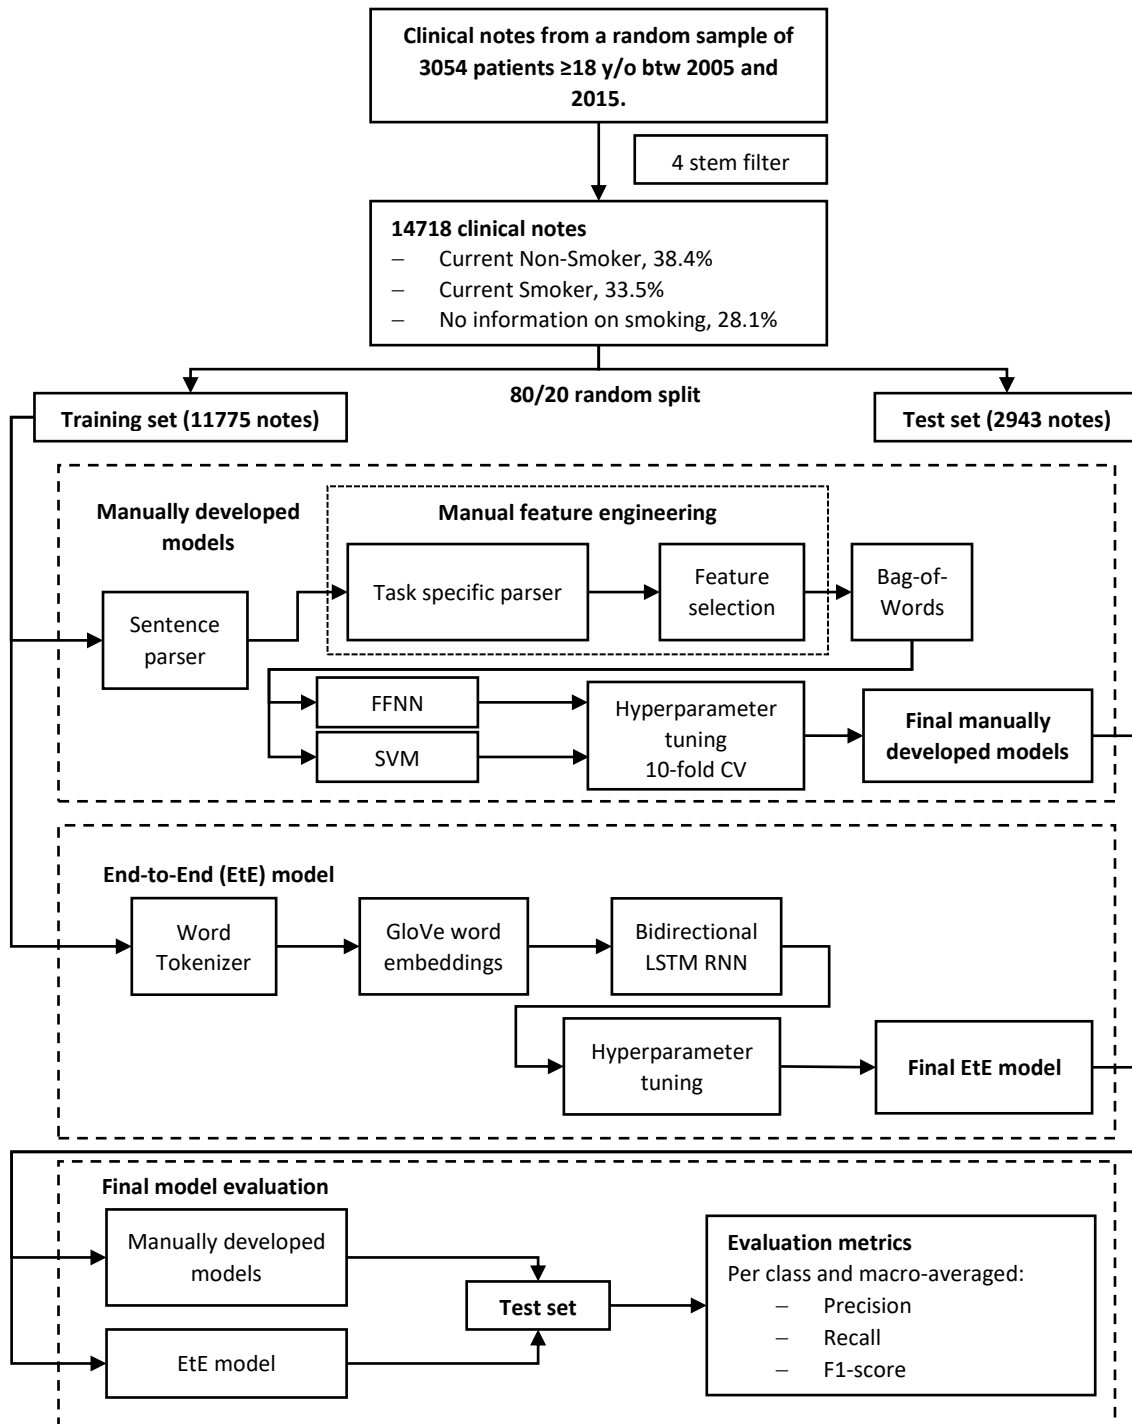 Clinical notes from a random sample of
3054 patients ≥18 y/o btw 2005 and
2015.
4 stem filter
14718 clinical notes
– Current Non-Smoker, 38.4%
– Current Smoker, 33.5%
– No information on smoking, 28.1%
80/20 random split
Training set (11775 notes)
Test set (2943 notes)
Manually developed
models
Manual feature engineering
Sentence
parser
Task specific parser
Feature
selection
Bag-of-
Words
FFNN
SVM
Hyperparameter
tuning
10-fold CV
Final manually
developed models
End-to-End (EtE) model
Word
Tokenizer
GloVe word
embeddings
Bidirectional
LSTM RNN
Hyperparameter
tuning
Final EtE model
Final model evaluation
Manually developed
models
EtE model
Test set
Evaluation metrics
Per class and macro-averaged:
– Precision
– Recall
– F1-score